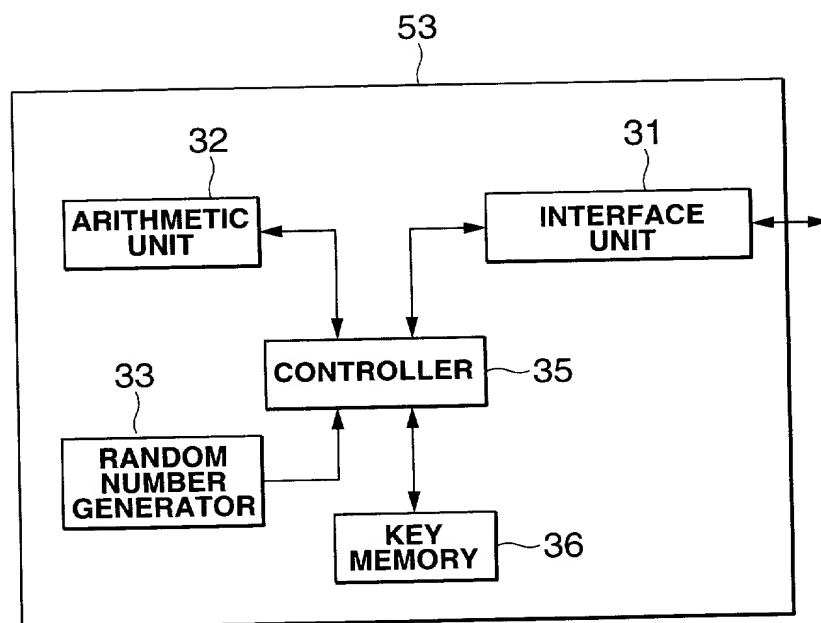 53
32
31
ARITHMETIC
UNIT
INTERFACE
UNIT
CONTROLLER
35
33
RANDOM
NUMBER
GENERATOR
KEY
MEMORY
36